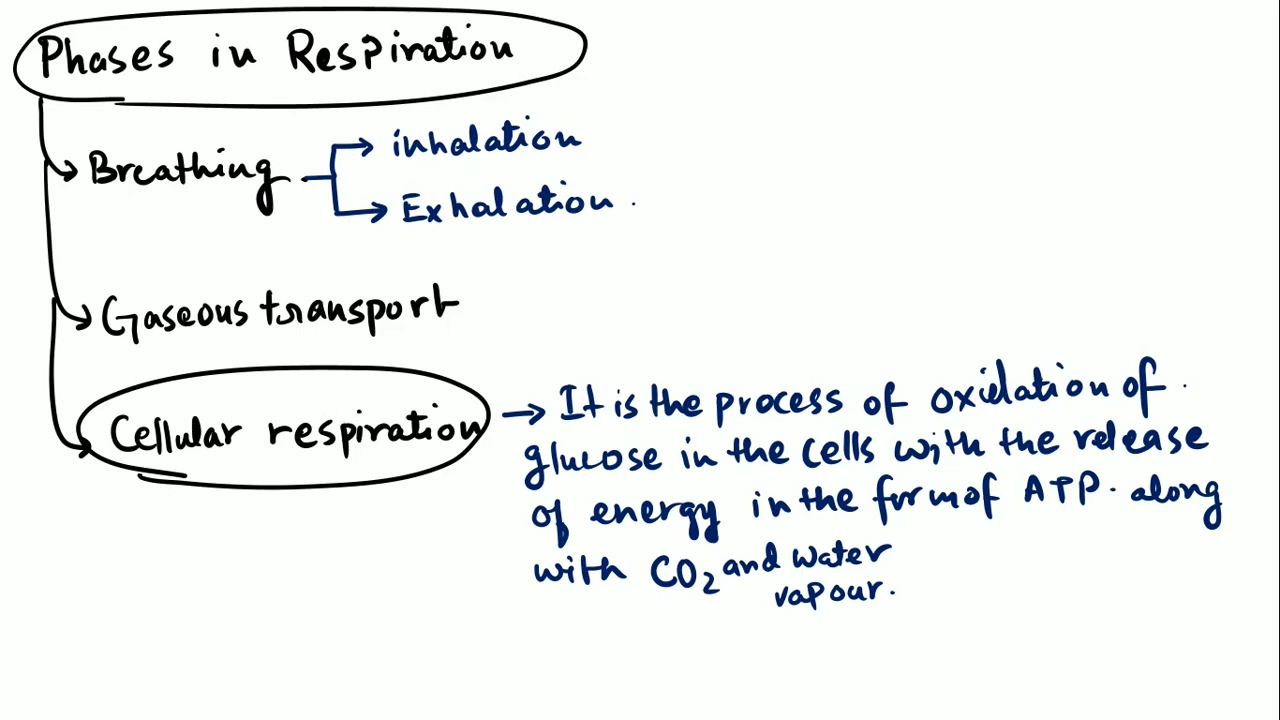 Phases in Respiration
Breathing
inhalation
Exhalation.
Gaseous transport
Cellular respiration
It is the process of oxidation of
glucose in the cells with the release
of energy in the form of ATP. along
with CO2 and water
vapour.